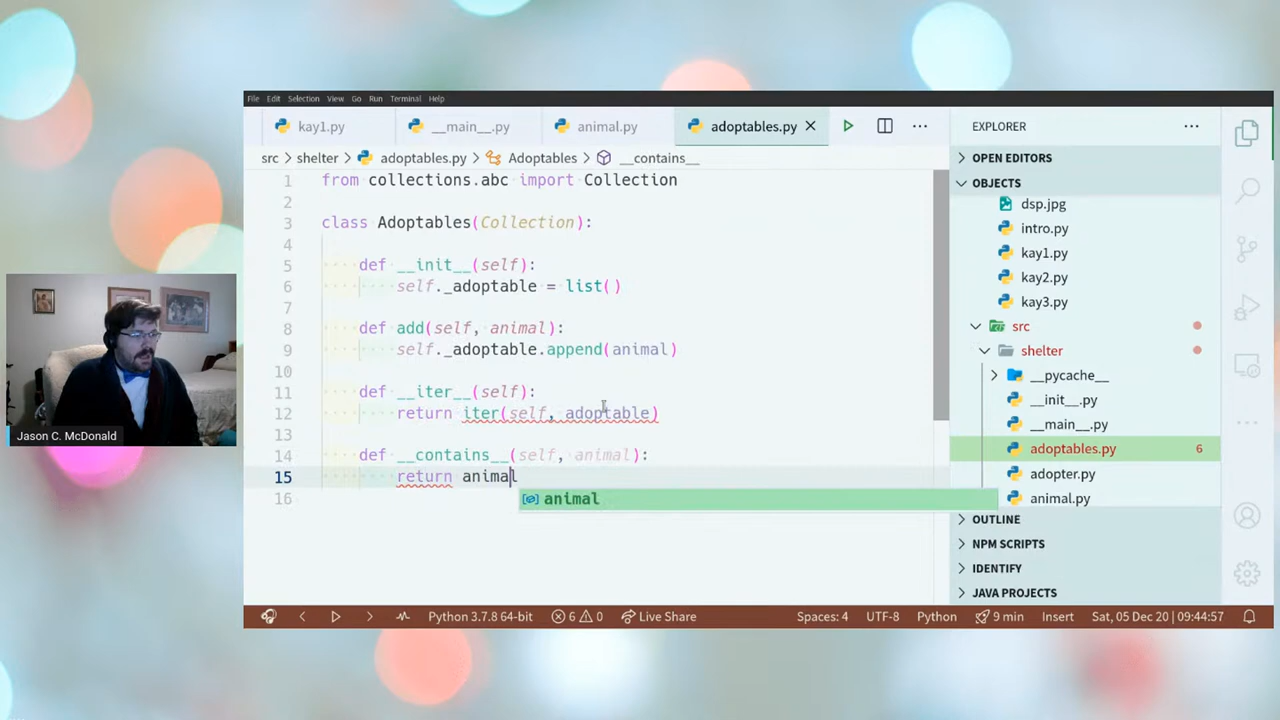 File Edit Selection View Go Run Terminal Help
kay1.py __main__.py animal.py adoptables.py EXPLORER
src shelter adoptables.py Adoptables __contains__
1 from collections.abc import Collection
2
3 class Adoptables(Collection):
4
5 def __init__(self):
6 self._adoptable = list()
7
8 def add(self, animal):
9 self._adoptable.append(animal)
10
11 def __iter__(self):
12 return iter(self, adoptable)
13
14 def __contains__(self, animal):
15 return animal
16
animal
OPEN EDITORS
OBJECTS
dsp.jpg
intro.py
kay1.py
kay2.py
kay3.py
src
shelter
__pycache__
__init__.py
__main__.py
adoptables.py 6
adopter.py
animal.py
OUTLINE
NPM SCRIPTS
IDENTIFY
JAVA PROJECTS
Jason C. McDonald
Python 3.7.8 64-bit 6 0 Live Share Spaces: 4 UTF-8 Python 9 min Insert Sat, 05 Dec 20, 09:44:57